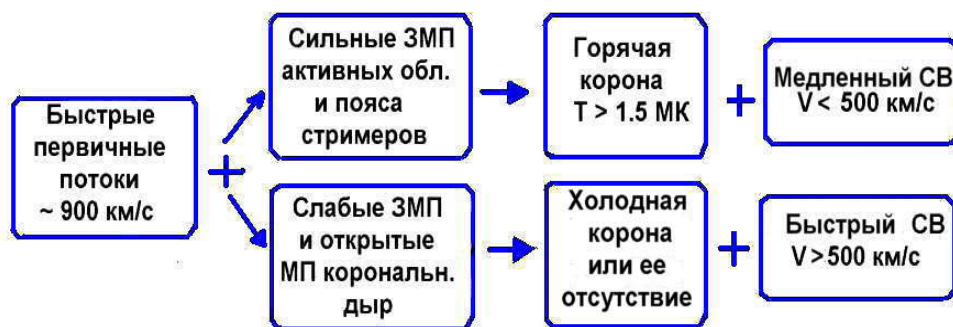 Быстрые
первичные
потоки
~ 900 км/с
+
Сильные ЗМП
активных обл.
и пояса
стримеров
Горячая
корона
T > 1.5 МК
+
Медленный СВ
V < 500 км/с
Слабые ЗМП
и открытые
МП корональн.
дыр
Холодная
корона
или ее
отсутствие
+
Быстрый СВ
V > 500 км/с